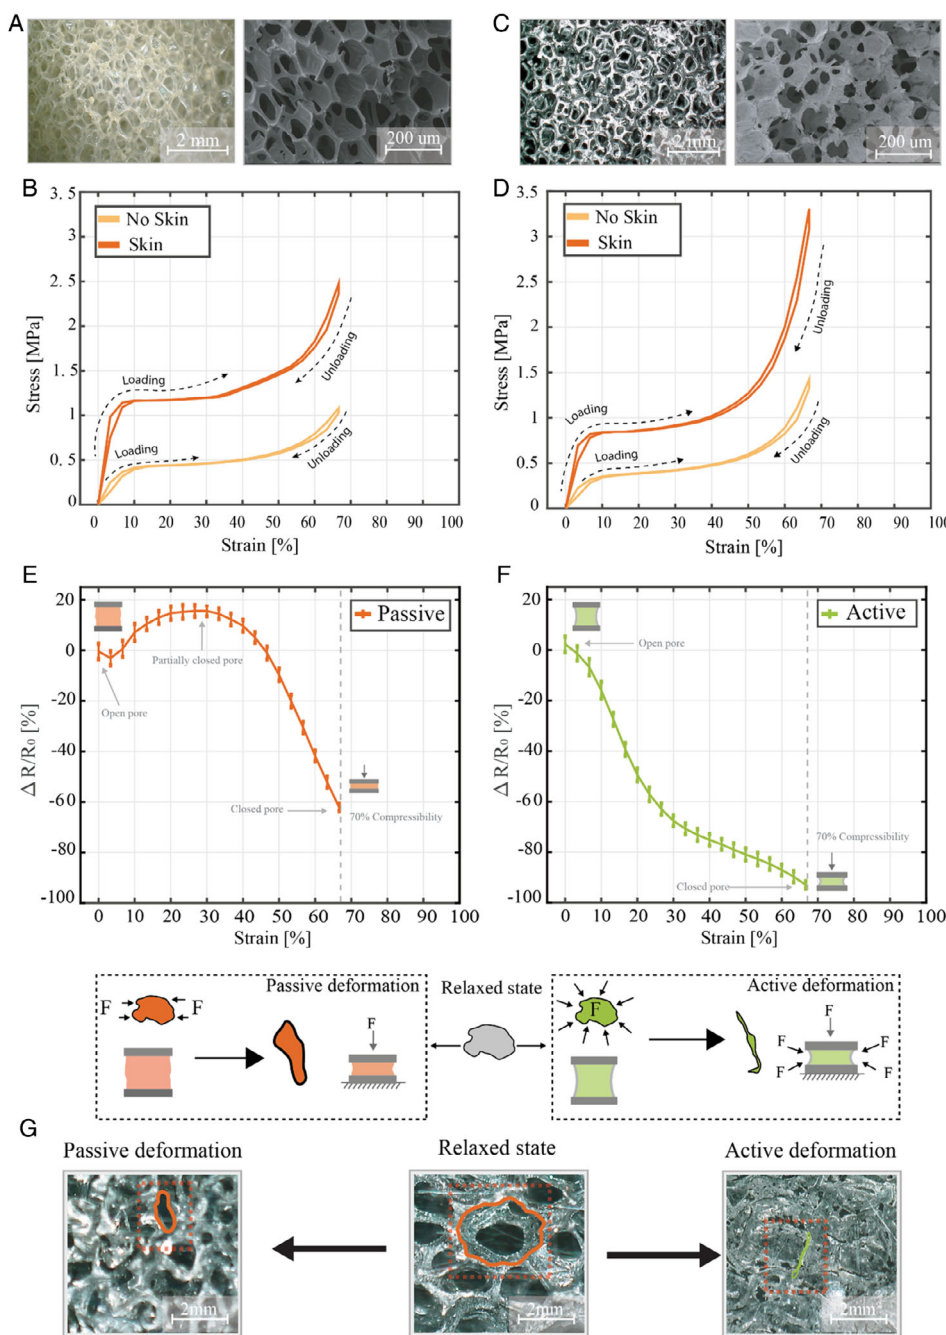 A
2 mm
200 um
C
2 mm
200 um
B
Stress [MPa]
3.5
3
2.5
2
1.5
1
0.5
0
No Skin
Skin
Loading
Unloading
Loading
Unloading
0 10 20 30 40 50 60 70 80 90 100
Strain [%]
D
Stress [MPa]
3.5
3
2.5
2
1.5
1
0.5
0
No Skin
Skin
Loading
Unloading
Loading
Unloading
0 10 20 30 40 50 60 70 80 90 100
Strain [%]
E
Δ R/R₀ [%]
20
0
-20
-40
-60
-80
-100
Passive
Partially closed pore
Open pore
Closed pore
70% Compressibility
0 10 20 30 40 50 60 70 80 90 100
Strain [%]
F
Δ R/R₀ [%]
20
0
-20
-40
-60
-80
-100
Active
Open pore
70% Compressibility
Closed pore
0 10 20 30 40 50 60 70 80 90 100
Strain [%]
Passive deformation
F F
F
Relaxed state
Active deformation
F
F
F F
F F
G
Passive deformation
Relaxed state
Active deformation
2mm
2mm
2mm